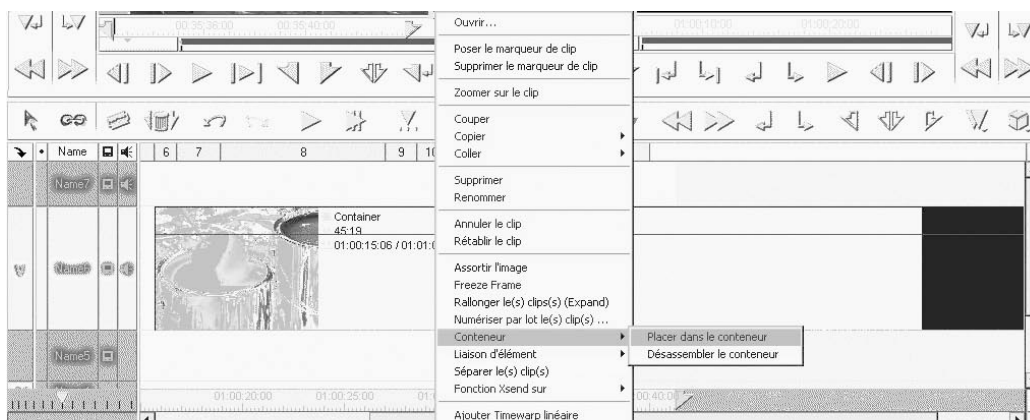 00:35:36:00 00:35:40:00
01:00:10:00 01:00:20:00
Ouvrir...
Poser le marqueur de clip
Supprimer le marqueur de clip
Zoomer sur le clip
Couper
Copier
Coller
Supprimer
Renommer
Annuler le clip
Rétablir le clip
Assortir l'image
Freeze Frame
Rallonger le(s) clips(s) (Expand)
Numériser par lot le(s) clip(s) ...
Conteneur
Placer dans le conteneur
Désassembler le conteneur
Liaison d'élément
Séparer le(s) clip(s)
Fonction Xsend sur
Ajouter Timewarp linéaire
Name
6 7 8 9
Name7
Container
45:19
01:00:15:06 / 01:01:0
Name5
01:00:20:00 01:00:25:00
00:40:0